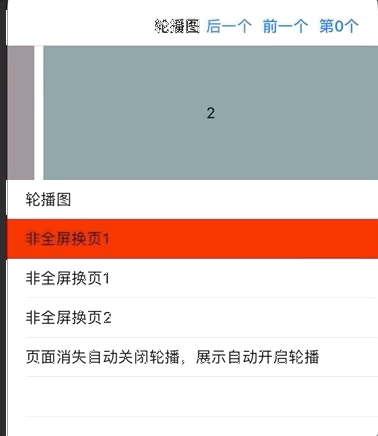 轮播图 后一个 前一个 第0个
2
轮播图
非全屏换页1
非全屏换页1
非全屏换页2
页面消失自动关闭轮播，展示自动开启轮播